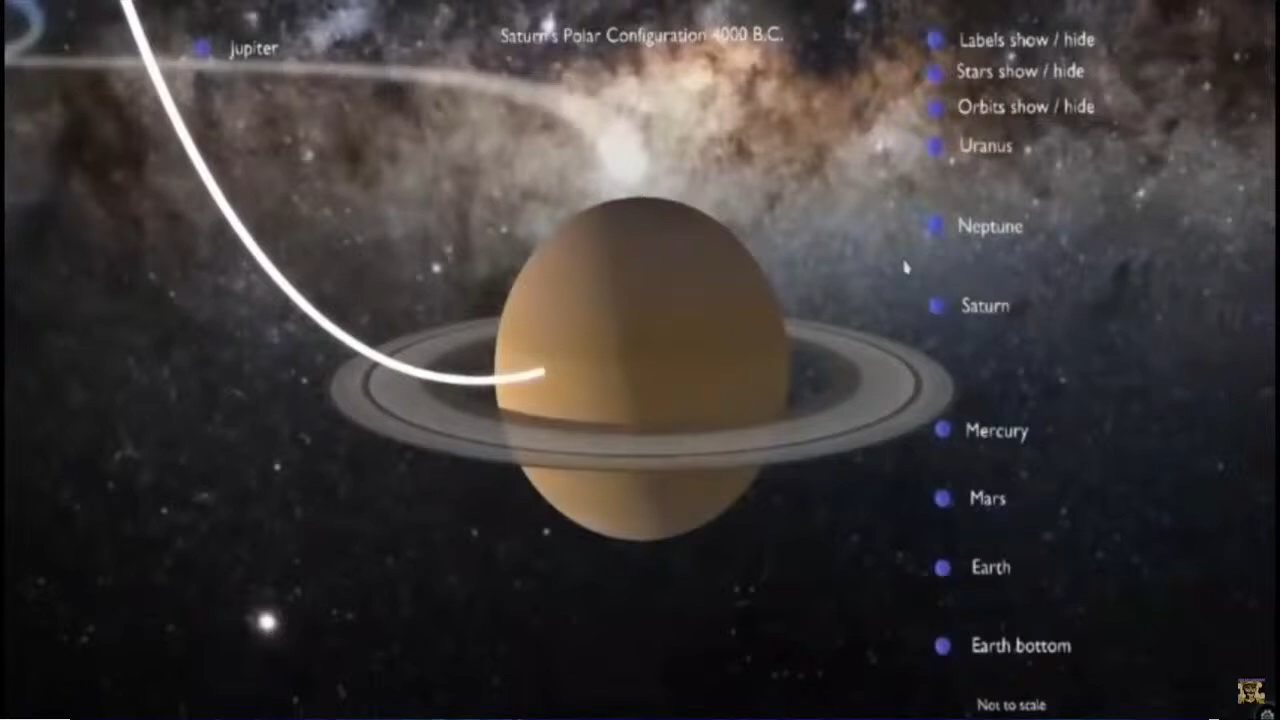 Saturn's Polar Configuration 4000 B.C.
Jupiter
Labels show / hide
Stars show / hide
Orbits show / hide
Uranus
Neptune
Saturn
Mercury
Mars
Earth
Earth bottom
Not to scale